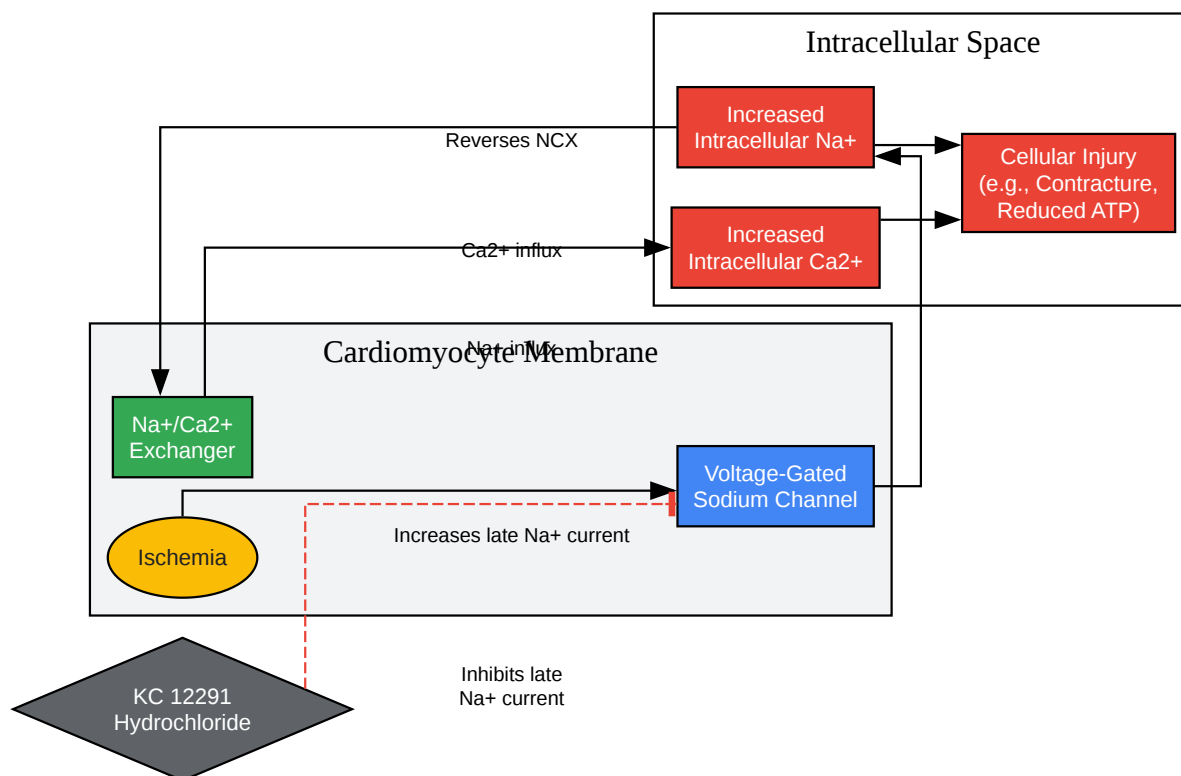 Intracellular Space
Increased
Intracellular Na+
Reverses NCX
Cellular Injury
(e.g., Contracture,
Reduced ATP)
Increased
Intracellular Ca2+
Ca2+ influx
Na+ influx
Cardiomyocyte Membrane
Na+/Ca2+
Exchanger
Voltage-Gated
Sodium Channel
Increases late Na+ current
Ischemia
Inhibits late
Na+ current
KC 12291
Hydrochloride